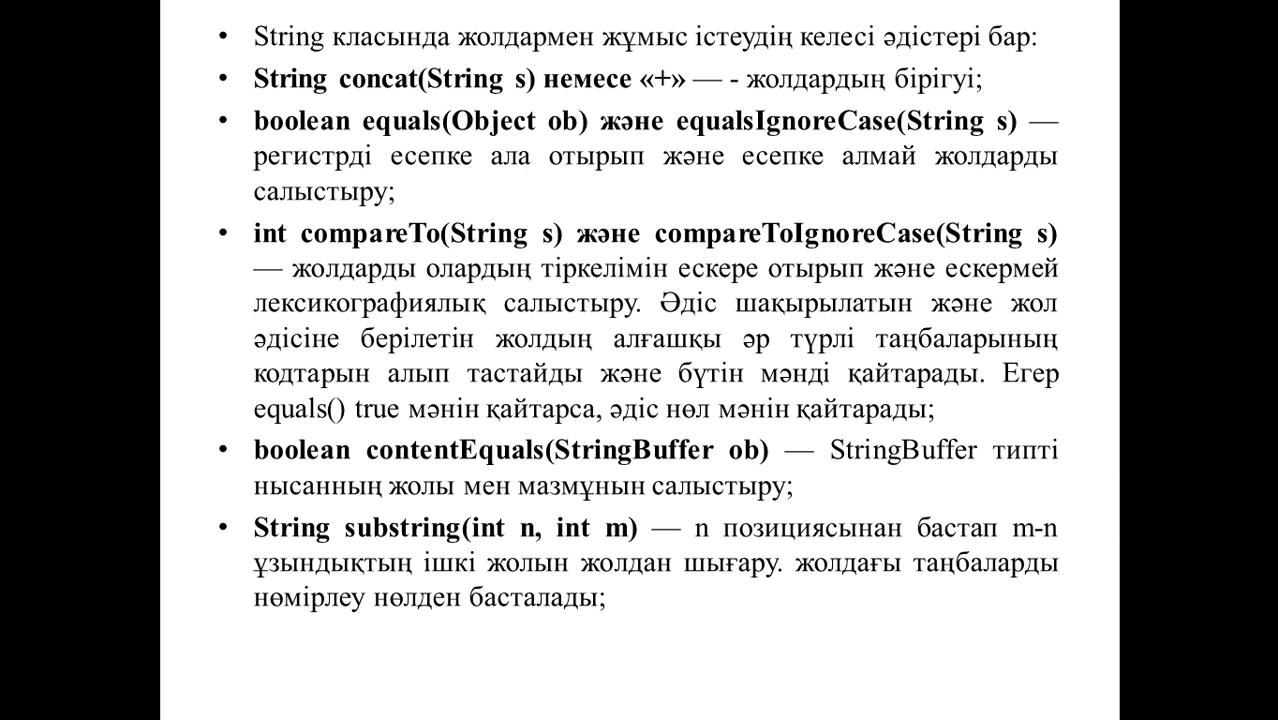 • String класында жолдармен жұмыс істеудің келесі әдістері бар:
• String concat(String s) немесе «+» — - жолдардың бірігуі;
• boolean equals(Object ob) және equalsIgnoreCase(String s) —
регистрді есепке ала отырып және есепке алмай жолдарды
салыстыру;
• int compareTo(String s) және compareToIgnoreCase(String s)
— жолдарды олардың тіркелімін ескере отырып және ескермей
лексикографиялық салыстыру. Әдіс шақырылатын және жол
әдісіне берілетін жолдың алғашқы әр түрлі таңбаларының
кодтарын алып тастайды және бүтін мәнді қайтарады. Егер
equals() true мәнін қайтарса, әдіс нөл мәнін қайтарады;
• boolean contentEquals(StringBuffer ob) — StringBuffer типті
нысанның жолы мен мазмұнын салыстыру;
• String substring(int n, int m) — n позициясынан бастап m-n
ұзындықтың ішкі жолын жолдан шығару. жолдағы таңбаларды
нөмірлеу нөлден басталады;